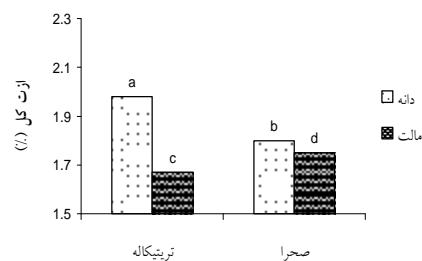 2.3
2.1
1.9
1.7
1.5
ازت کل (٪)
a
c
b
d
تریتیکاله
صحرا
دانه
مالت